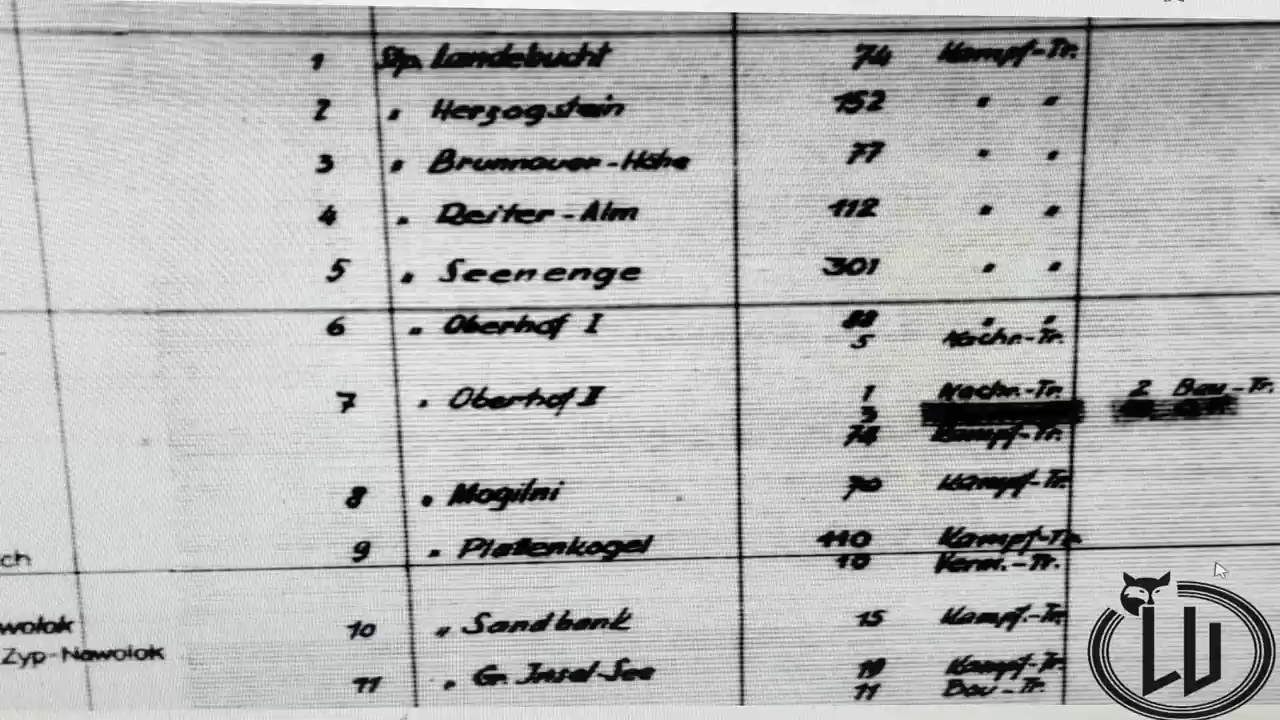 1 Stp. Landebucht 74 Kampf-Tr.
2 " Herzogstein 152 " "
3 " Brunnauer-Höhe 77 " "
4 " Reiter-Alm 112 " "
5 " Seenenge 301 " "
6 " Oberhof I " "
5 Nachr.-Tr.
7 " Oberhof II 1 Nachr.-Tr. 2 Bau-Tr.
3
74 Kampf-Tr.
8 " Mogilni 70 Kampf-Tr.
9 " Plattenkogel 110 Kampf-Tr.
ch 10
wolok 10 " Sandbank 15 Kampf.-Tr.
Zyp-Nawolok
11 " Gr. Insel-See 19 Kampf-Tr.
11 Bau-Tr.
LU